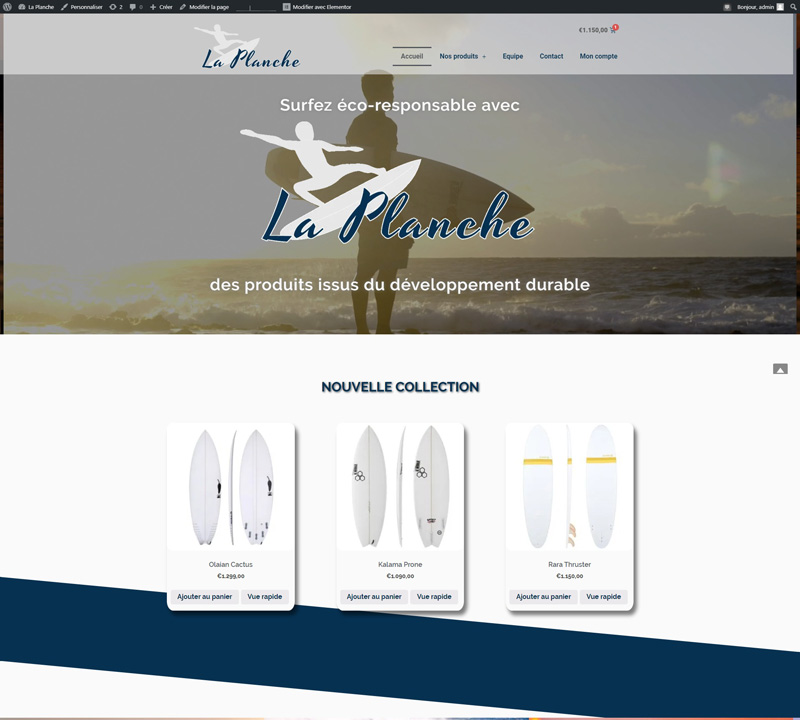 La Planche Personnaliser 2 0 Créer Modifier la page Modifier avec Elementor Bonjour, admin
€1.150,00 1
La Planche
Accueil Nos produits + Equipe Contact Mon compte
Surfez éco-responsable avec
La Planche
des produits issus du développement durable
NOUVELLE COLLECTION
Olaian Cactus Kalama Prone Rara Thruster
€1.299,00 €1.090,00 €1.150,00
Ajouter au panier Vue rapide Ajouter au panier Vue rapide Ajouter au panier Vue rapide